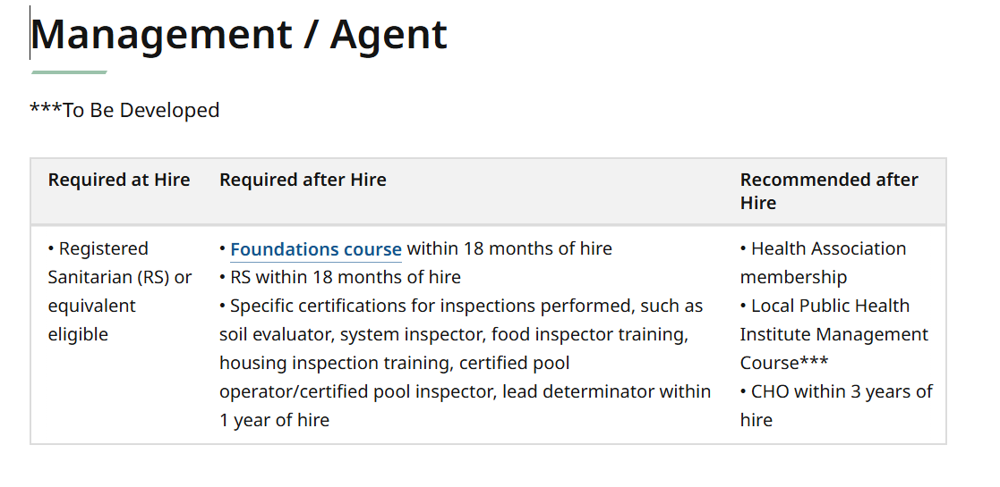 Management / Agent
***To Be Developed
Required at Hire
Required after Hire
Recommended after
Hire
• Registered
Sanitarian (RS) or
equivalent
eligible
• Foundations course within 18 months of hire
• RS within 18 months of hire
• Specific certifications for inspections performed, such as
soil evaluator, system inspector, food inspector training,
housing inspection training, certified pool
operator/certified pool inspector, lead determinator within
1 year of hire
• Health Association
membership
• Local Public Health
Institute Management
Course***
• CHO within 3 years of
hire